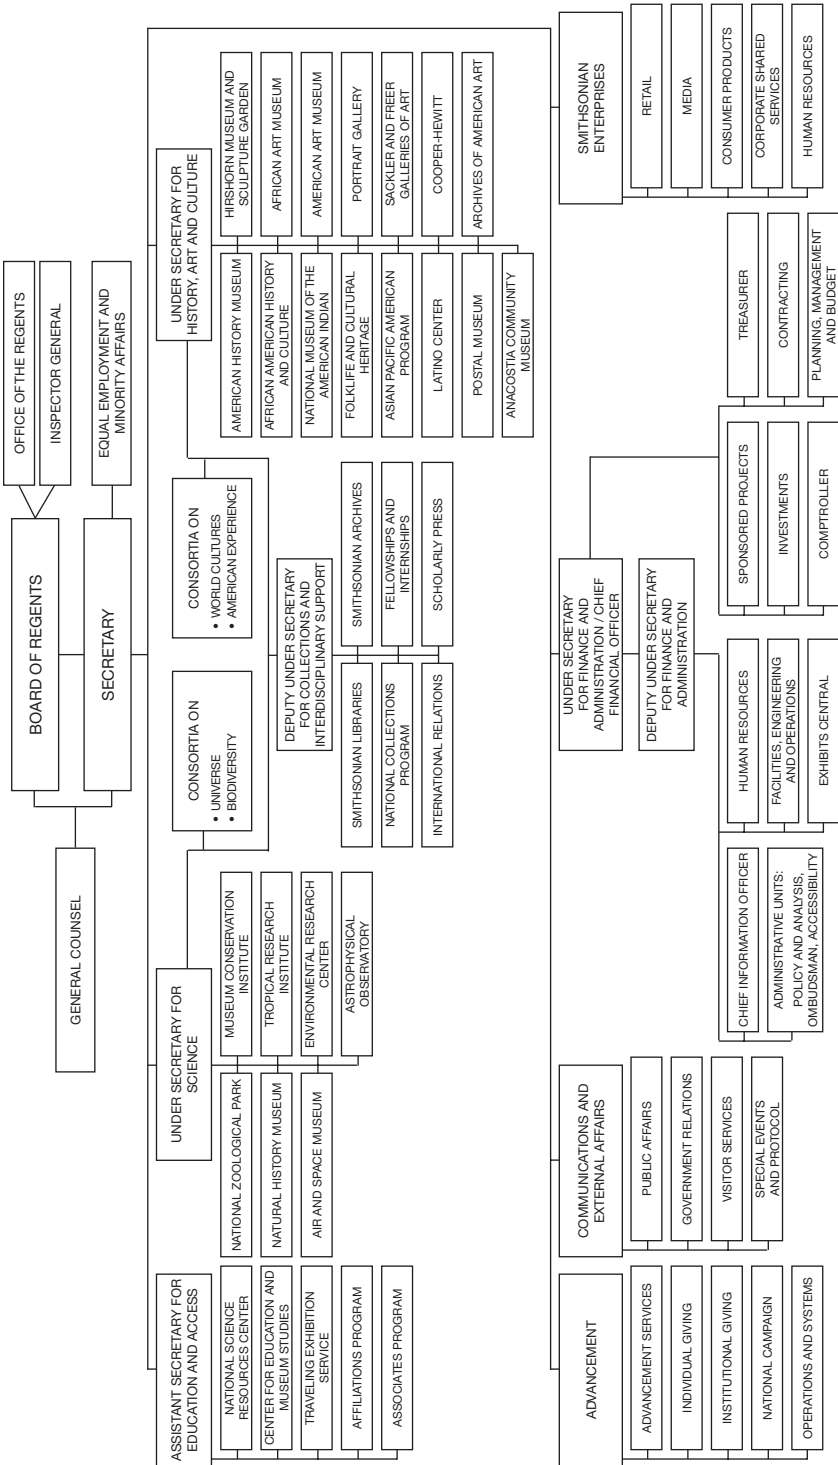 BOARD OF REGENTS
OFFICE OF THE REGENTS
INSPECTOR GENERAL
GENERAL COUNSEL
SECRETARY
EQUAL EMPLOYMENT AND
MINORITY AFFAIRS
ASSISTANT SECRETARY FOR
EDUCATION AND ACCESS
NATIONAL SCIENCE
RESOURCES CENTER
CENTER FOR EDUCATION AND
MUSEUM STUDIES
TRAVELING EXHIBITION
SERVICE
AFFILIATIONS PROGRAM
ASSOCIATES PROGRAM
UNDER SECRETARY FOR
SCIENCE
NATIONAL ZOOLOGICAL PARK
MUSEUM CONSERVATION
INSTITUTE
NATURAL HISTORY MUSEUM
TROPICAL RESEARCH
INSTITUTE
AIR AND SPACE MUSEUM
ENVIRONMENTAL RESEARCH
CENTER
ASTROPHYSICAL
OBSERVATORY
CONSORTIA ON
• UNIVERSE
• BIODIVERSITY
CONSORTIA ON
• WORLD CULTURES
• AMERICAN EXPERIENCE
DEPUTY UNDER SECRETARY
FOR COLLECTIONS AND
INTERDISCIPLINARY SUPPORT
SMITHSONIAN LIBRARIES
SMITHSONIAN ARCHIVES
NATIONAL COLLECTIONS
PROGRAM
FELLOWSHIPS AND
INTERNSHIPS
INTERNATIONAL RELATIONS
SCHOLARLY PRESS
UNDER SECRETARY FOR
HISTORY, ART AND CULTURE
AMERICAN HISTORY MUSEUM
HIRSHORN MUSEUM AND
SCULPTURE GARDEN
AFRICAN AMERICAN HISTORY
AND CULTURE
AFRICAN ART MUSEUM
NATIONAL MUSEUM OF THE
AMERICAN INDIAN
AMERICAN ART MUSEUM
FOLKLIFE AND CULTURAL
HERITAGE
PORTRAIT GALLERY
ASIAN PACIFIC AMERICAN
PROGRAM
SACKLER AND FREER
GALLERIES OF ART
LATINO CENTER
COOPER-HEWITT
POSTAL MUSEUM
ARCHIVES OF AMERICAN ART
ANACOSTIA COMMUNITY
MUSEUM
ADVANCEMENT
ADVANCEMENT SERVICES
INDIVIDUAL GIVING
INSTITUTIONAL GIVING
NATIONAL CAMPAIGN
OPERATIONS AND SYSTEMS
COMMUNICATIONS AND
EXTERNAL AFFAIRS
PUBLIC AFFAIRS
GOVERNMENT RELATIONS
VISITOR SERVICES
SPECIAL EVENTS
AND PROTOCOL
UNDER SECRETARY
FOR FINANCE AND
ADMINISTRATION / CHIEF
FINANCIAL OFFICER
DEPUTY UNDER SECRETARY
FOR FINANCE AND
ADMINISTRATION
CHIEF INFORMATION OFFICER
ADMINISTRATIVE UNITS:
POLICY AND ANALYSIS,
OMBUDSMAN, ACCESSIBILITY
HUMAN RESOURCES
FACILITIES, ENGINEERING
AND OPERATIONS
EXHIBITS CENTRAL
SPONSORED PROJECTS
INVESTMENTS
COMPTROLLER
TREASURER
CONTRACTING
PLANNING, MANAGEMENT
AND BUDGET
SMITHSONIAN
ENTERPRISES
RETAIL
MEDIA
CONSUMER PRODUCTS
CORPORATE SHARED
SERVICES
HUMAN RESOURCES